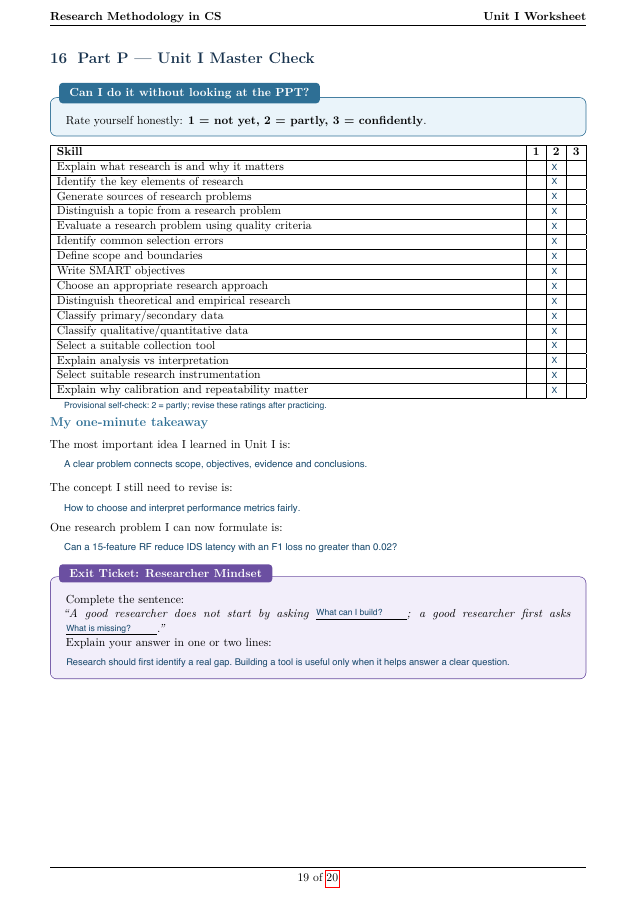 Research Methodology in CS Unit I Worksheet
16 Part P — Unit I Master Check
Can I do it without looking at the PPT?
Rate yourself honestly: 1 = not yet, 2 = partly, 3 = confidently.
Skill 1 2 3
Explain what research is and why it matters X
Identify the key elements of research X
Generate sources of research problems X
Distinguish a topic from a research problem X
Evaluate a research problem using quality criteria X
Identify common selection errors X
Define scope and boundaries X
Write SMART objectives X
Choose an appropriate research approach X
Distinguish theoretical and empirical research X
Classify primary/secondary data X
Classify qualitative/quantitative data X
Select a suitable collection tool X
Explain analysis vs interpretation X
Select suitable research instrumentation X
Explain why calibration and repeatability matter X
Provisional self-check: 2 = partly; revise these ratings after practicing.
My one-minute takeaway
The most important idea I learned in Unit I is:
A clear problem connects scope, objectives, evidence and conclusions.
The concept I still need to revise is:
How to choose and interpret performance metrics fairly.
One research problem I can now formulate is:
Can a 15-feature RF reduce IDS latency with an F1 loss no greater than 0.02?
Exit Ticket: Researcher Mindset
Complete the sentence:
“A good researcher does not start by asking What can I build? ; a good researcher first asks
What is missing? .”
Explain your answer in one or two lines:
Research should first identify a real gap. Building a tool is useful only when it helps answer a clear question.
19 of 20